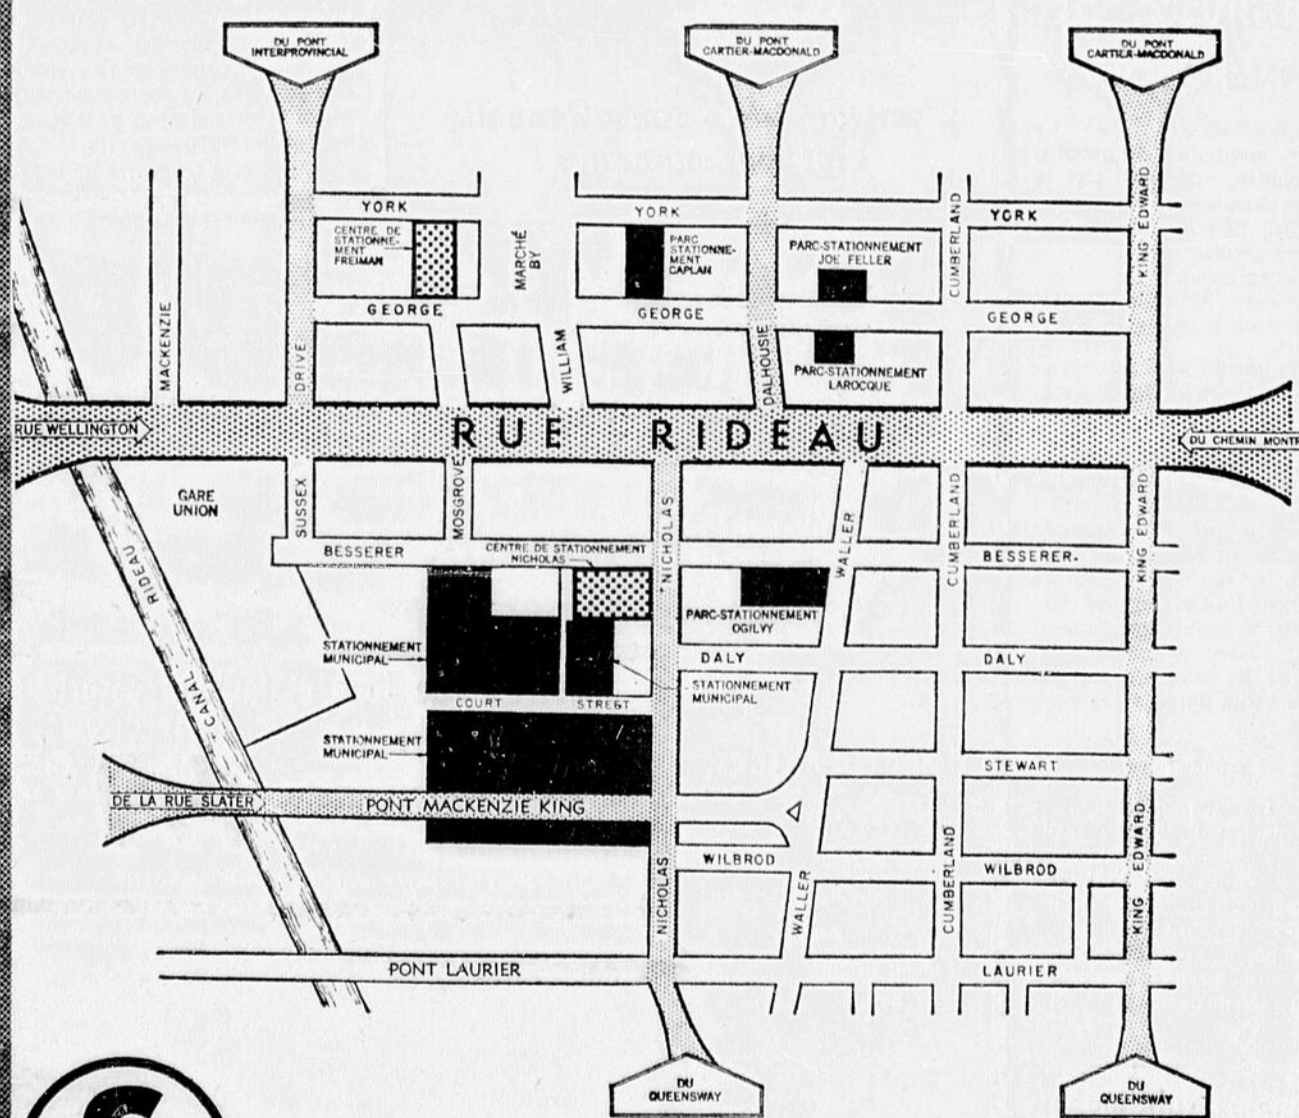 DU PONT
INTERPROVINCIAL
DU PONT
CARTIER-MACDONALD
DU PONT
CARTIER-MACDONALD
YORK
YORK
YORK
CENTRE DE
STATIONNE-
MENT
FREIMAN
MARCHÉ
BY
PARC
STATIONNE-
MENT
CAPLAN
PARC-STATIONNEMENT
JOE FELLER
CUMBERLAND
KING EDWARD
GEORGE
GEORGE
GEORGE
MACKENZIE
DRIVE
WILLIAM
DALHOUSIE
PARC-STATIONNEMENT
LAROCQUE
RUE WELLINGTON
RUE RIDEAU
DU CHEMIN MONTR
GARE
UNION
SUSSEX
MOSGROVE
NICHOLAS
WALLER
CUMBERLAND
KING EDWARD
BESSERER
CENTRE DE STATIONNEMENT
NICHOLAS
BESSERER
RIDEAU
CANAL
PARC-STATIONNEMENT
OGILVY
STATIONNEMENT
MUNICIPAL
DALY
DALY
STATIONNEMENT
MUNICIPAL
COURT STREET
STATIONNEMENT
MUNICIPAL
STEWART
DE LA RUE SLATER
PONT MACKENZIE KING
WILBROD
WILBROD
NICHOLAS
WALLER
CUMBERLAND
KING EDWARD
PONT LAURIER
LAURIER
DU
QUEENSWAY
DU
QUEENSWAY